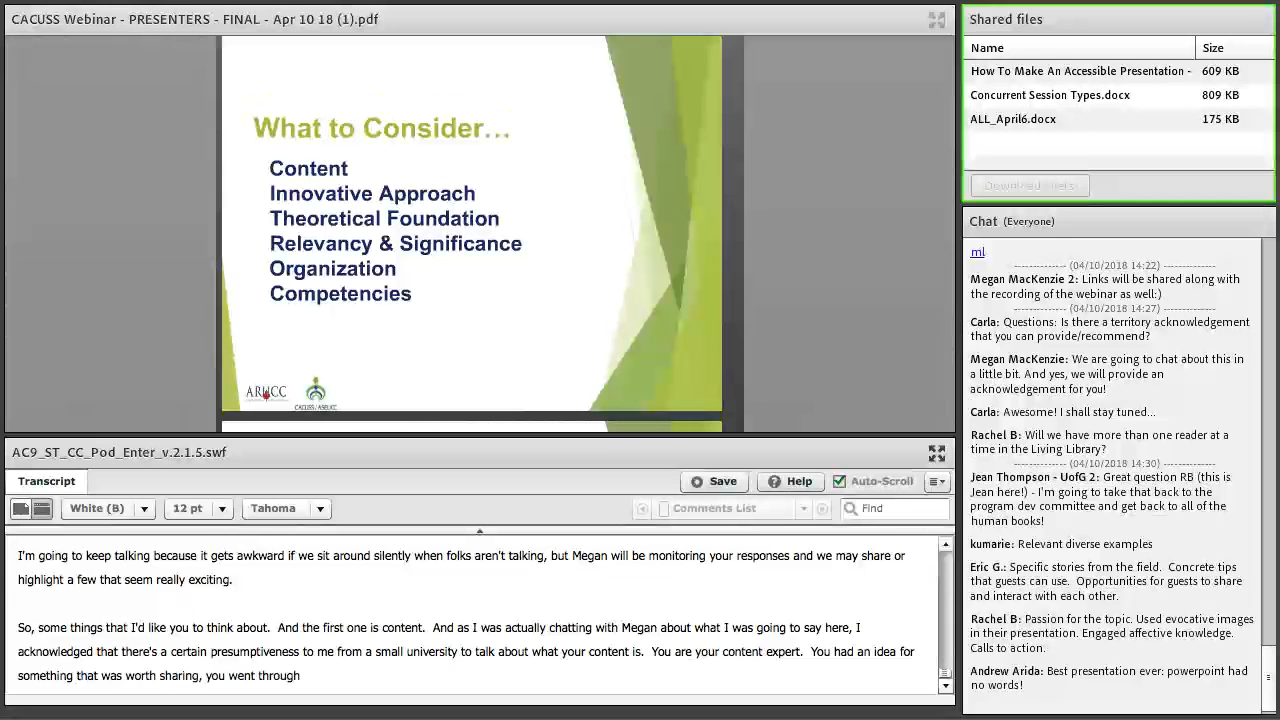 CACUSS Webinar - PRESENTERS - FINAL - Apr 10 18 (1).pdf
What to Consider…
Content
Innovative Approach
Theoretical Foundation
Relevancy & Significance
Organization
Competencies
ARUCC
CACUSS / ASEUCC
AC9_ST_CC_Pod_Enter_v.2.1.5.swf
Transcript
Save
Help
Auto-Scroll
White (B)
12 pt
Tahoma
Comments List
Find
I'm going to keep talking because it gets awkward if we sit around silently when folks aren't talking, but Megan will be monitoring your responses and we may share or
highlight a few that seem really exciting.
So, some things that I'd like you to think about.  And the first one is content.  And as I was actually chatting with Megan about what I was going to say here, I
acknowledged that there's a certain presumptiveness to me from a small university to talk about what your content is.  You are your content expert.  You had an idea for
something that was worth sharing, you went through
Shared files
Name Size
How To Make An Accessible Presentation - 609 KB
Concurrent Session Types.docx 809 KB
ALL_April6.docx 175 KB
Chat (Everyone)
ml
------------- (04/10/2018 14:22) -------------
Megan MacKenzie 2: Links will be shared along with
the recording of the webinar as well:)
------------- (04/10/2018 14:27) -------------
Carla: Questions: Is there a territory acknowledgement
that you can provide/recommend?
Megan MacKenzie: We are going to chat about this in
a little bit. And yes, we will provide an
acknowledgement for you!
Carla: Awesome! I shall stay tuned...
Rachel B: Will we have more than one reader at a
time in the Living Library?
------------- (04/10/2018 14:30) -------------
Jean Thompson - UofG 2: Great question RB (this is
Jean here!) - I'm going to take that back to the
program dev committee and get back to all of the
human books!
kumarie: Relevant diverse examples
Eric G.: Specific stories from the field.  Concrete tips
that guests can use.  Opportunities for guests to share
and interact with each other.
Rachel B: Passion for the topic. Used evocative images
in their presentation. Engaged affective knowledge.
Calls to action.
Andrew Arida: Best presentation ever: powerpoint had
no words!